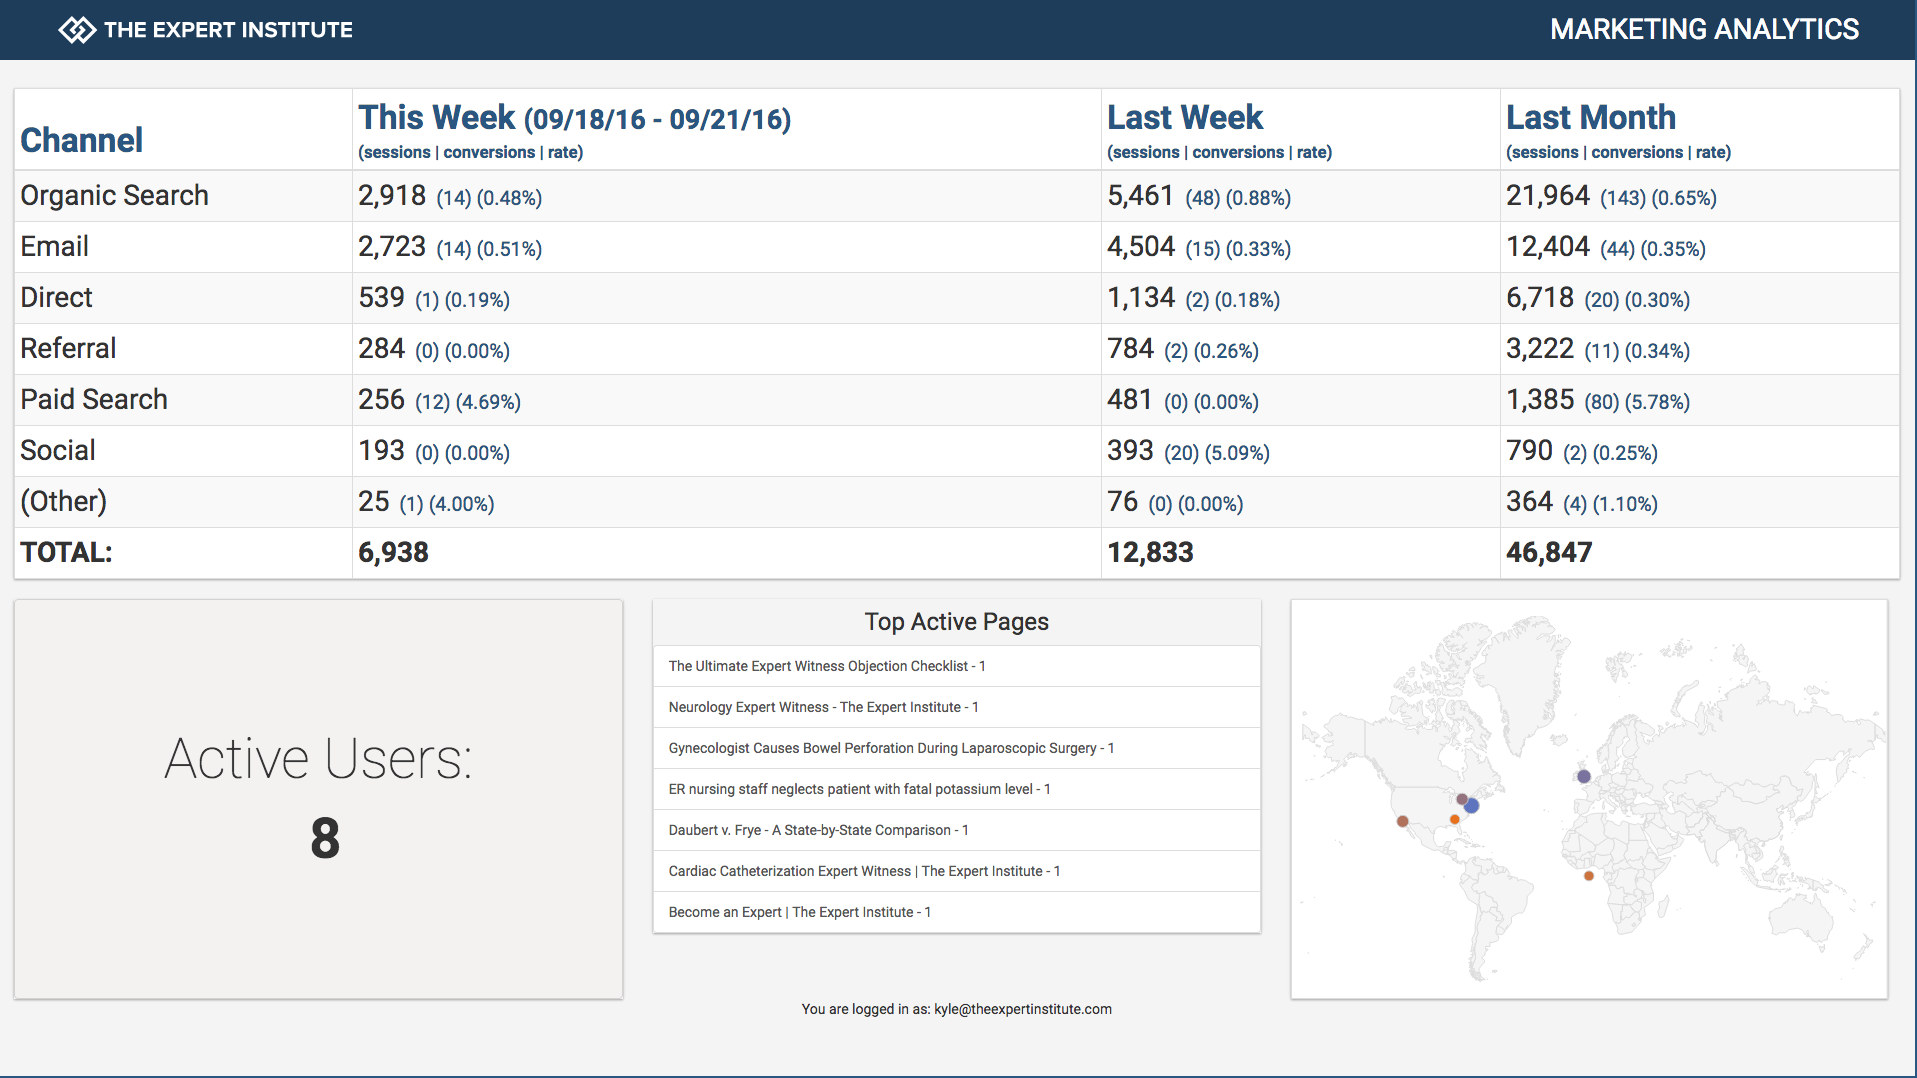 THE EXPERT INSTITUTE
MARKETING ANALYTICS
Channel
This Week (09/18/16 - 09/21/16)
(sessions | conversions | rate)
Last Week
(sessions | conversions | rate)
Last Month
(sessions | conversions | rate)
Organic Search 2,918 (14) (0.48%) 5,461 (48) (0.88%) 21,964 (143) (0.65%)
Email 2,723 (14) (0.51%) 4,504 (15) (0.33%) 12,404 (44) (0.35%)
Direct 539 (1) (0.19%) 1,134 (2) (0.18%) 6,718 (20) (0.30%)
Referral 284 (0) (0.00%) 784 (2) (0.26%) 3,222 (11) (0.34%)
Paid Search 256 (12) (4.69%) 481 (0) (0.00%) 1,385 (80) (5.78%)
Social 193 (0) (0.00%) 393 (20) (5.09%) 790 (2) (0.25%)
(Other) 25 (1) (4.00%) 76 (0) (0.00%) 364 (4) (1.10%)
TOTAL: 6,938 12,833 46,847
Active Users:
8
Top Active Pages
The Ultimate Expert Witness Objection Checklist - 1
Neurology Expert Witness - The Expert Institute - 1
Gynecologist Causes Bowel Perforation During Laparoscopic Surgery - 1
ER nursing staff neglects patient with fatal potassium level - 1
Daubert v. Frye - A State-by-State Comparison - 1
Cardiac Catheterization Expert Witness | The Expert Institute - 1
Become an Expert | The Expert Institute - 1
You are logged in as: kyle@theexpertinstitute.com